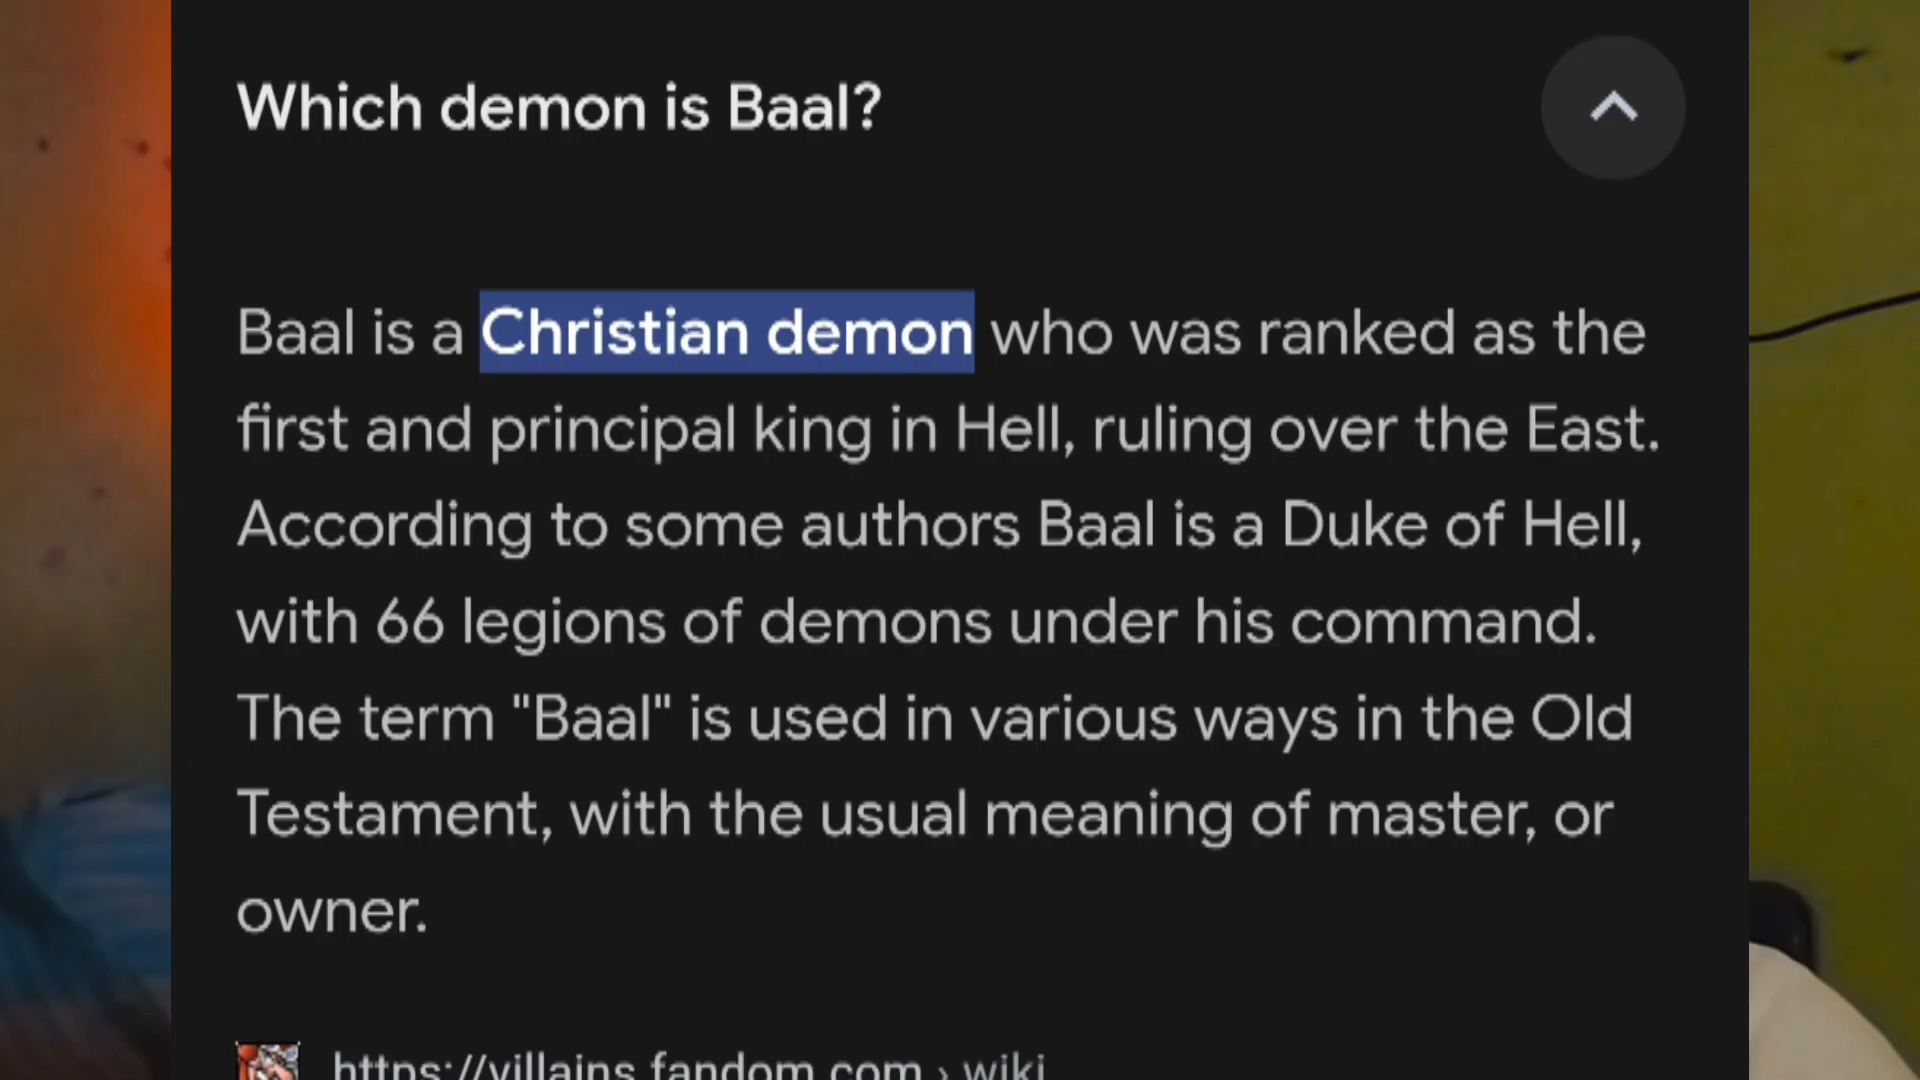 Which demon is Baal?
Baal is a Christian demon who was ranked as the
first and principal king in Hell, ruling over the East.
According to some authors Baal is a Duke of Hell,
with 66 legions of demons under his command.
The term "Baal" is used in various ways in the Old
Testament, with the usual meaning of master, or
owner.
https://villains.fandom.com › wiki